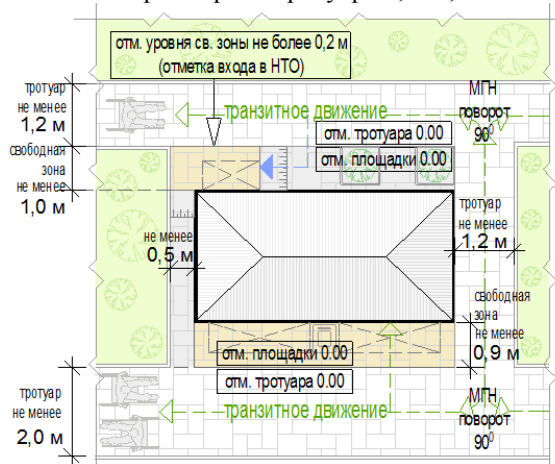 отм. уровня св. зоны не более 0,2 м
(отметка входа в НТО)
тротуар
не менее
1,2 м
транзитное движение
МГН
поворот
90⁰
отм. тротуара 0.00
отм. площадки 0.00
свободная
зона
не менее
1,0 м
не менее
0,5 м
тротуар
не менее
1,2 м
свободная
зона
не менее
0,9 м
отм. площадки 0.00
отм. тротуара 0.00
тротуар
не менее
2,0 м
транзитное движение
МГН
поворот
90⁰